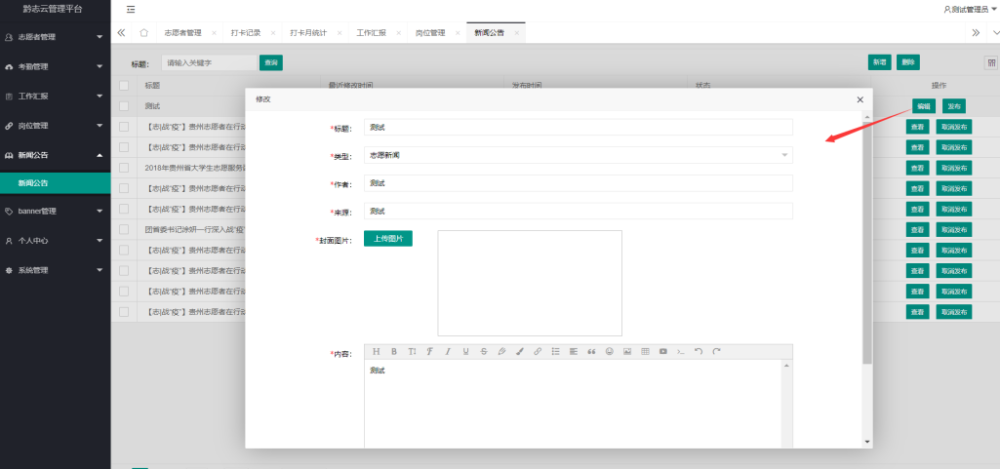 黔志云管理平台
只测试管理员
志愿者管理
考勤管理
工作汇报
岗位管理
新闻公告
新闻公告
banner管理
个人中心
系统管理
志愿者管理 × 打卡记录 × 打卡月统计 × 工作汇报 × 岗位管理 × 新闻公告 ×
标题: 请输入关键字 查询 新增 删除
标题 最近修改时间 发布时间 状态 操作
测试 编辑 发布
【志|战“疫”】贵州志愿者在行动 查看 取消发布
【志|战“疫”】贵州志愿者在行动 查看 取消发布
2018年贵州省大学生志愿服务 查看 取消发布
【志|战“疫”】贵州志愿者在行动 查看 取消发布
【志|战“疫”】贵州志愿者在行动 查看 取消发布
团省委书记涂妍一行深入战“疫” 查看 取消发布
【志|战“疫”】贵州志愿者在行动 查看 取消发布
【志|战“疫”】贵州志愿者在行动 查看 取消发布
【志|战“疫”】贵州志愿者在行动 查看 取消发布
【志|战“疫”】贵州志愿者在行动 查看 取消发布
修改
*标题: 测试
*类型: 志愿新闻
*作者: 测试
*来源: 测试
*封面图片: 上传图片
*内容:
测试